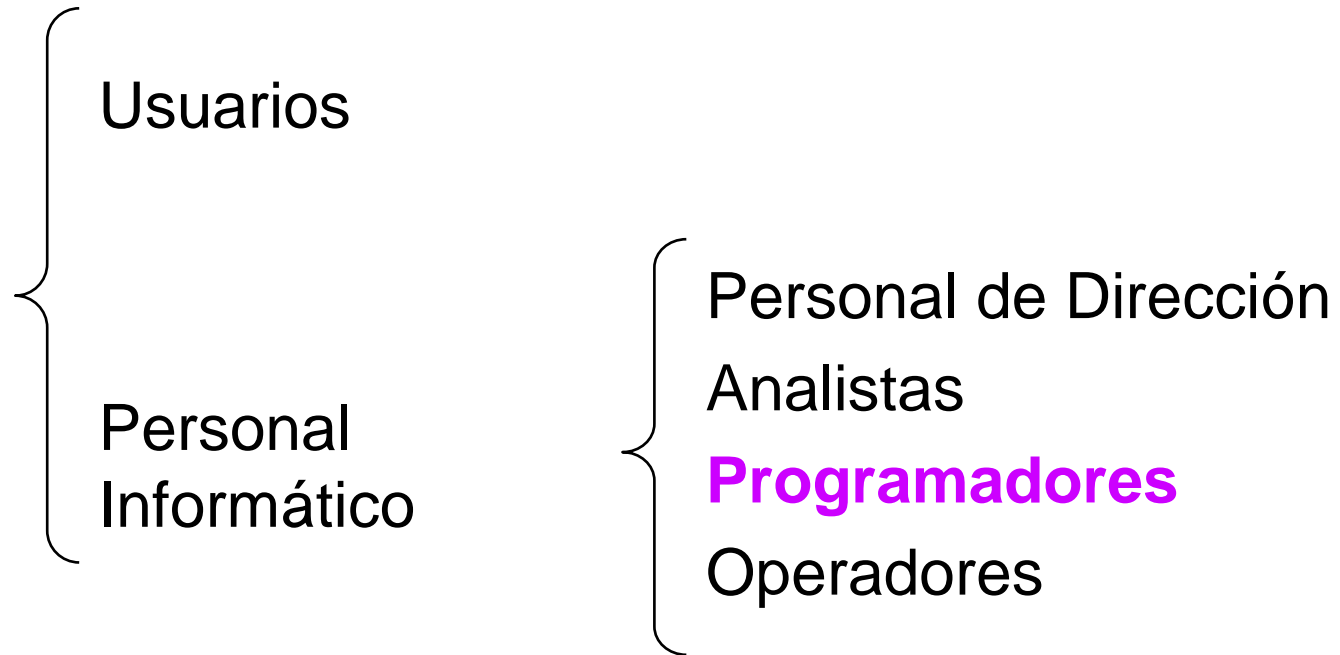 Usuarios
Personal
Informático
Personal de Dirección
Analistas
Programadores
Operadores